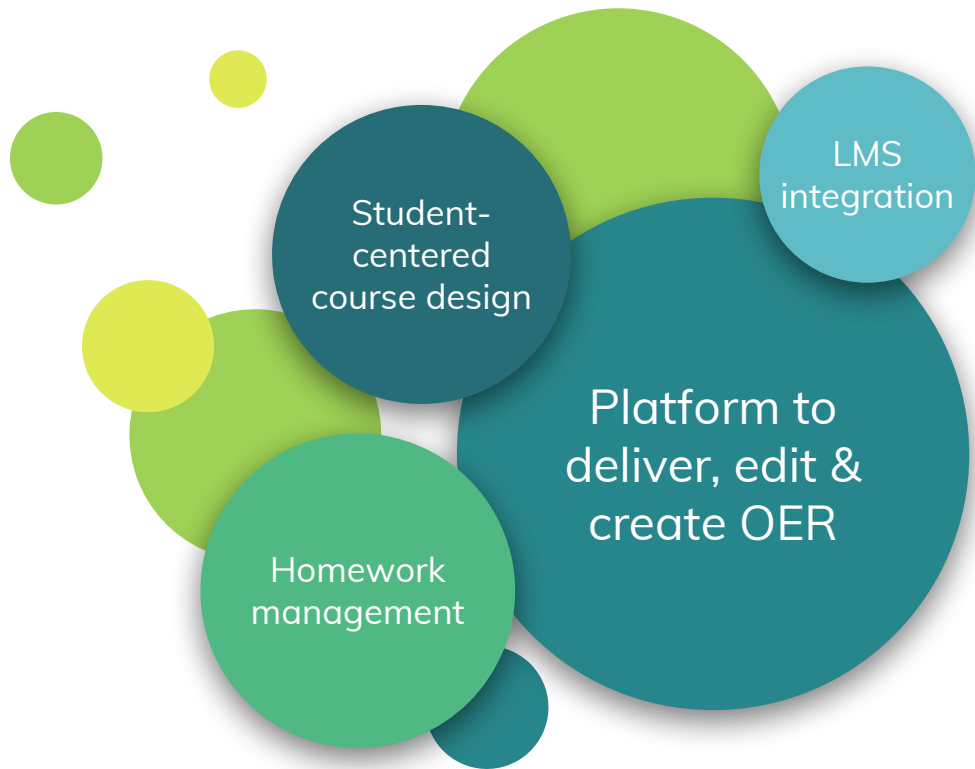 LMS
integration
Student-
centered
course design
Platform to
deliver, edit &
create OER
Homework
management